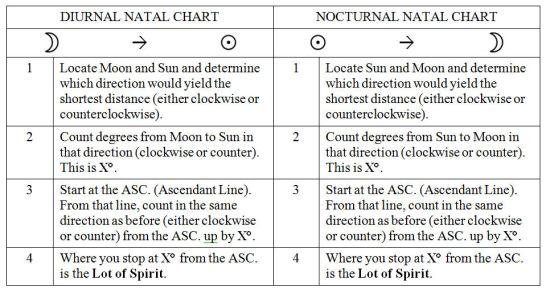 DIURNAL NATAL CHART
NOCTURNAL NATAL CHART
☽ → ☉
☉ → ☽
1 Locate Moon and Sun and determine
which direction would yield the
shortest distance (either clockwise or
counterclockwise).
1 Locate Sun and Moon and determine
which direction would yield the
shortest distance (either clockwise or
counterclockwise).
2 Count degrees from Moon to Sun in
that direction (clockwise or counter).
This is X°.
2 Count degrees from Sun to Moon in
that direction (clockwise or counter).
This is X°.
3 Start at the ASC. (Ascendant Line).
From that line, count in the same
direction as before (either clockwise
or counter) from the ASC. up by X°.
3 Start at the ASC. (Ascendant Line).
From that line, count in the same
direction as before (either clockwise
or counter) from the ASC. up by X°.
4 Where you stop at X° from the ASC.
is the Lot of Spirit.
4 Where you stop at X° from the ASC.
is the Lot of Spirit.